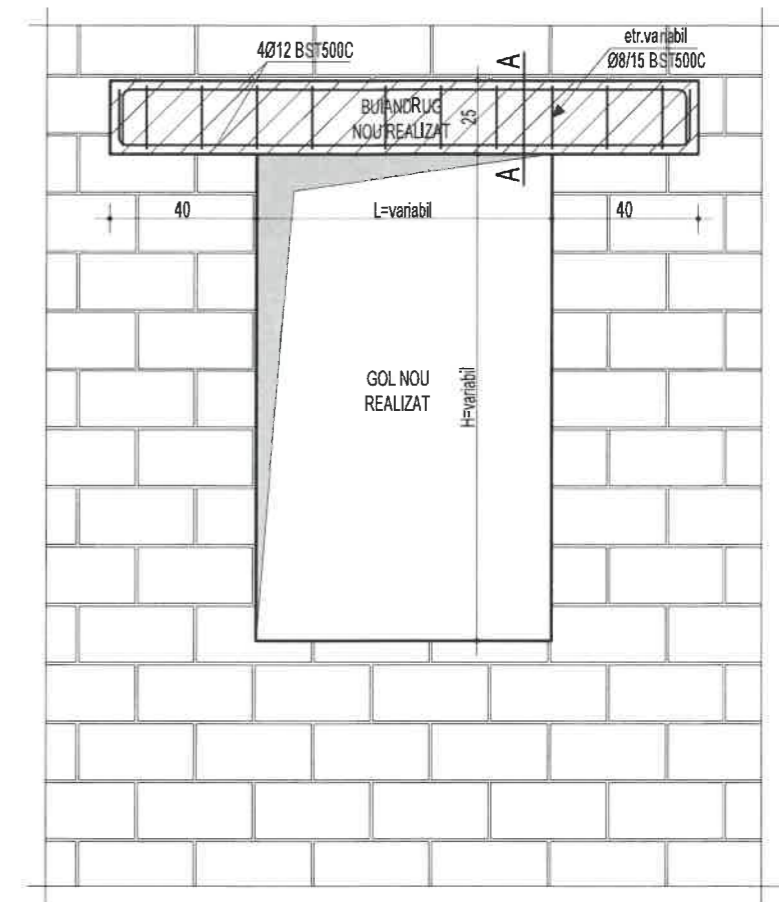 4Ø12 BST500C
etr.variabil
Ø8/15 BST500C
A
BUIANDRUG
NOU REALIZAT
25
A
40
L=variabil
40
GOL NOU
REALIZAT
H=variabil